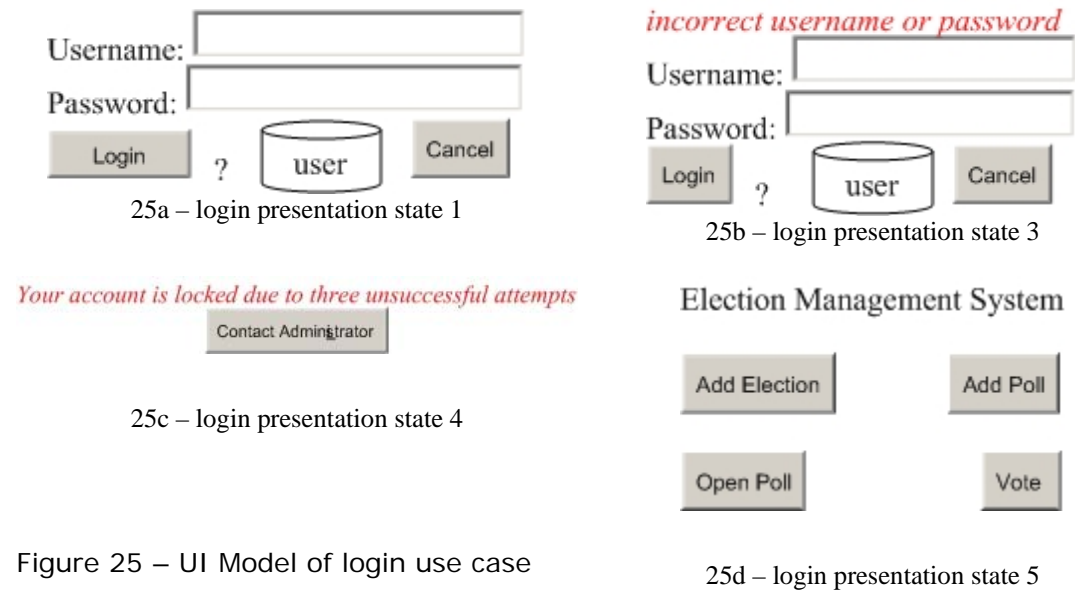 Username:
Password:
Login ? user Cancel
25a – login presentation state 1
incorrect username or password
Username:
Password:
Login ? user Cancel
25b – login presentation state 3
Your account is locked due to three unsuccessful attempts
Contact Administrator
25c – login presentation state 4
Election Management System
Add Election Add Poll
Open Poll Vote
25d – login presentation state 5
Figure 25 – UI Model of login use case